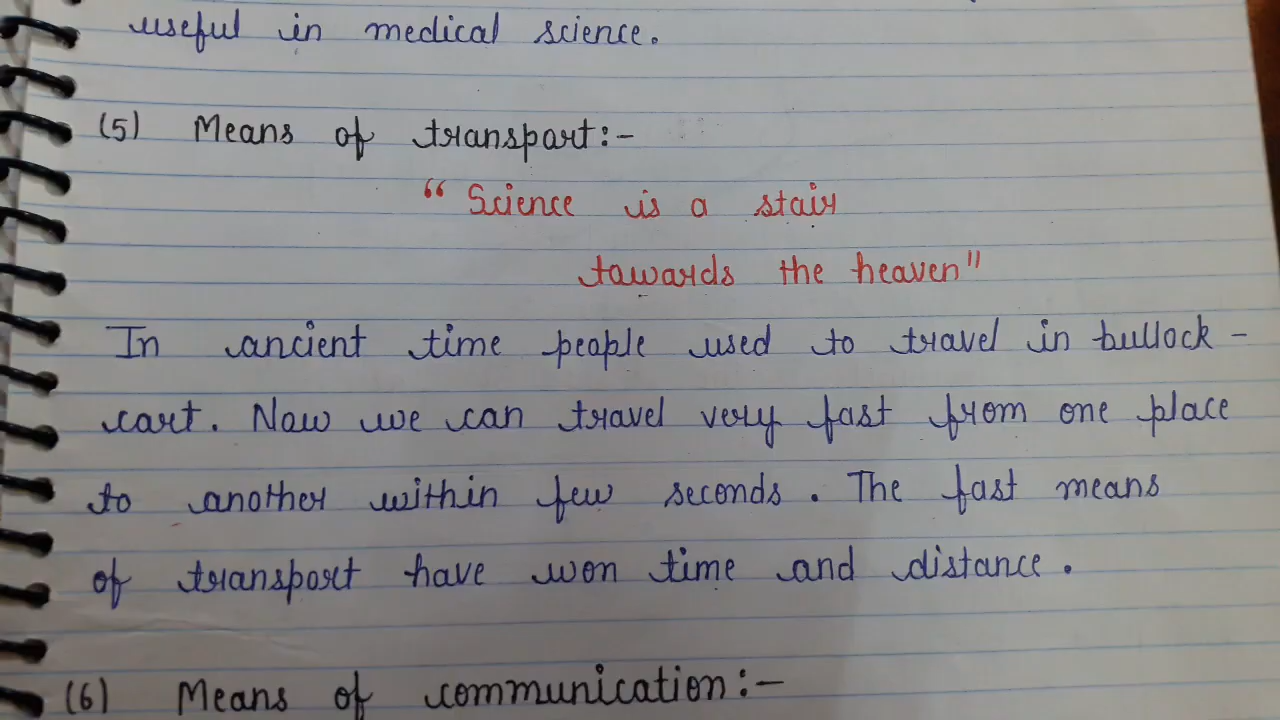 useful in medical science.
(5) Means of transport:-
“ Science is a stair
towards the heaven"
In ancient time people used to travel in bullock -
cart. Now we can travel very fast from one place
to another within few seconds. The fast means
of transport have won time and distance.
(6) Means of communication:-